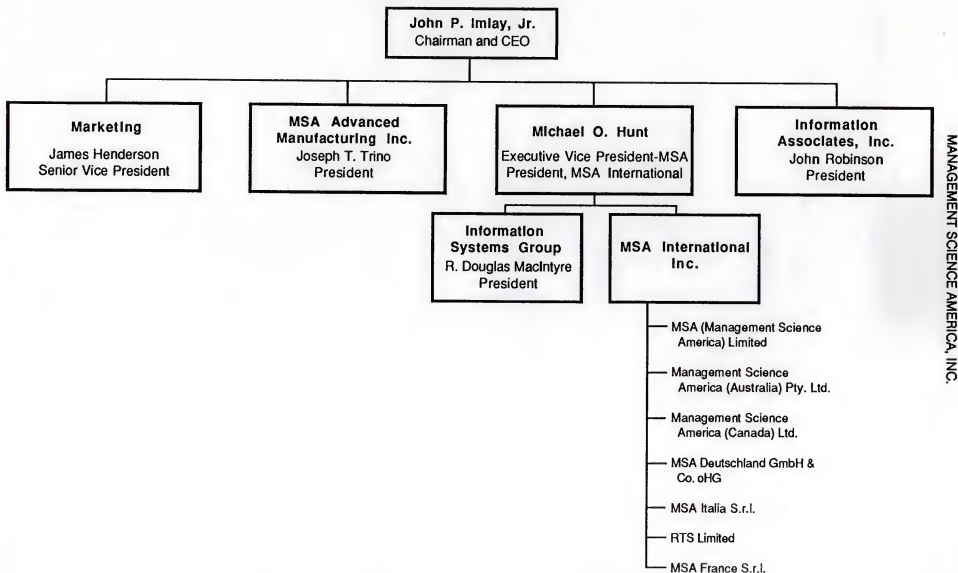 John P. Imlay, Jr.
Chairman and CEO
Marketing
James Henderson
Senior Vice President
MSA Advanced
Manufacturing Inc.
Joseph T. Trino
President
Michael O. Hunt
Executive Vice President-MSA
President, MSA International
Information
Associates, Inc.
John Robinson
President
Information
Systems Group
R. Douglas MacIntyre
President
MSA International
Inc.
MSA (Management Science
America) Limited
Management Science
America (Australia) Pty. Ltd.
Management Science
America (Canada) Ltd.
MSA Deutschland GmbH &
Co. oHG
MSA Italia S.r.l.
RTS Limited
MSA France S.r.l.
MANAGEMENT SCIENCE AMERICA, INC.